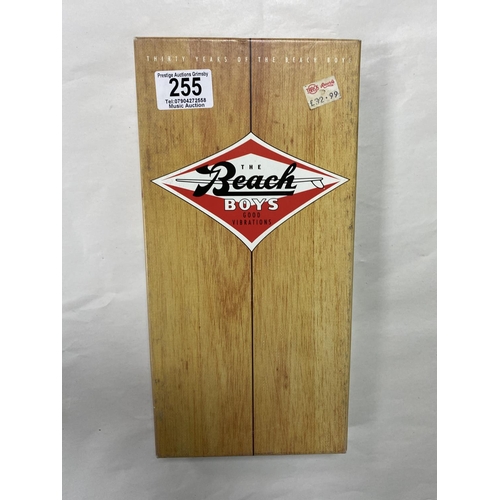 THIRTY YEARS OF THE BEACH BOYS
Prestige Auctions Grimsby
255
Tel:07904272558
Music Auction
£72.99
THE
Beach
BOYS
GOOD
VIBRATIONS